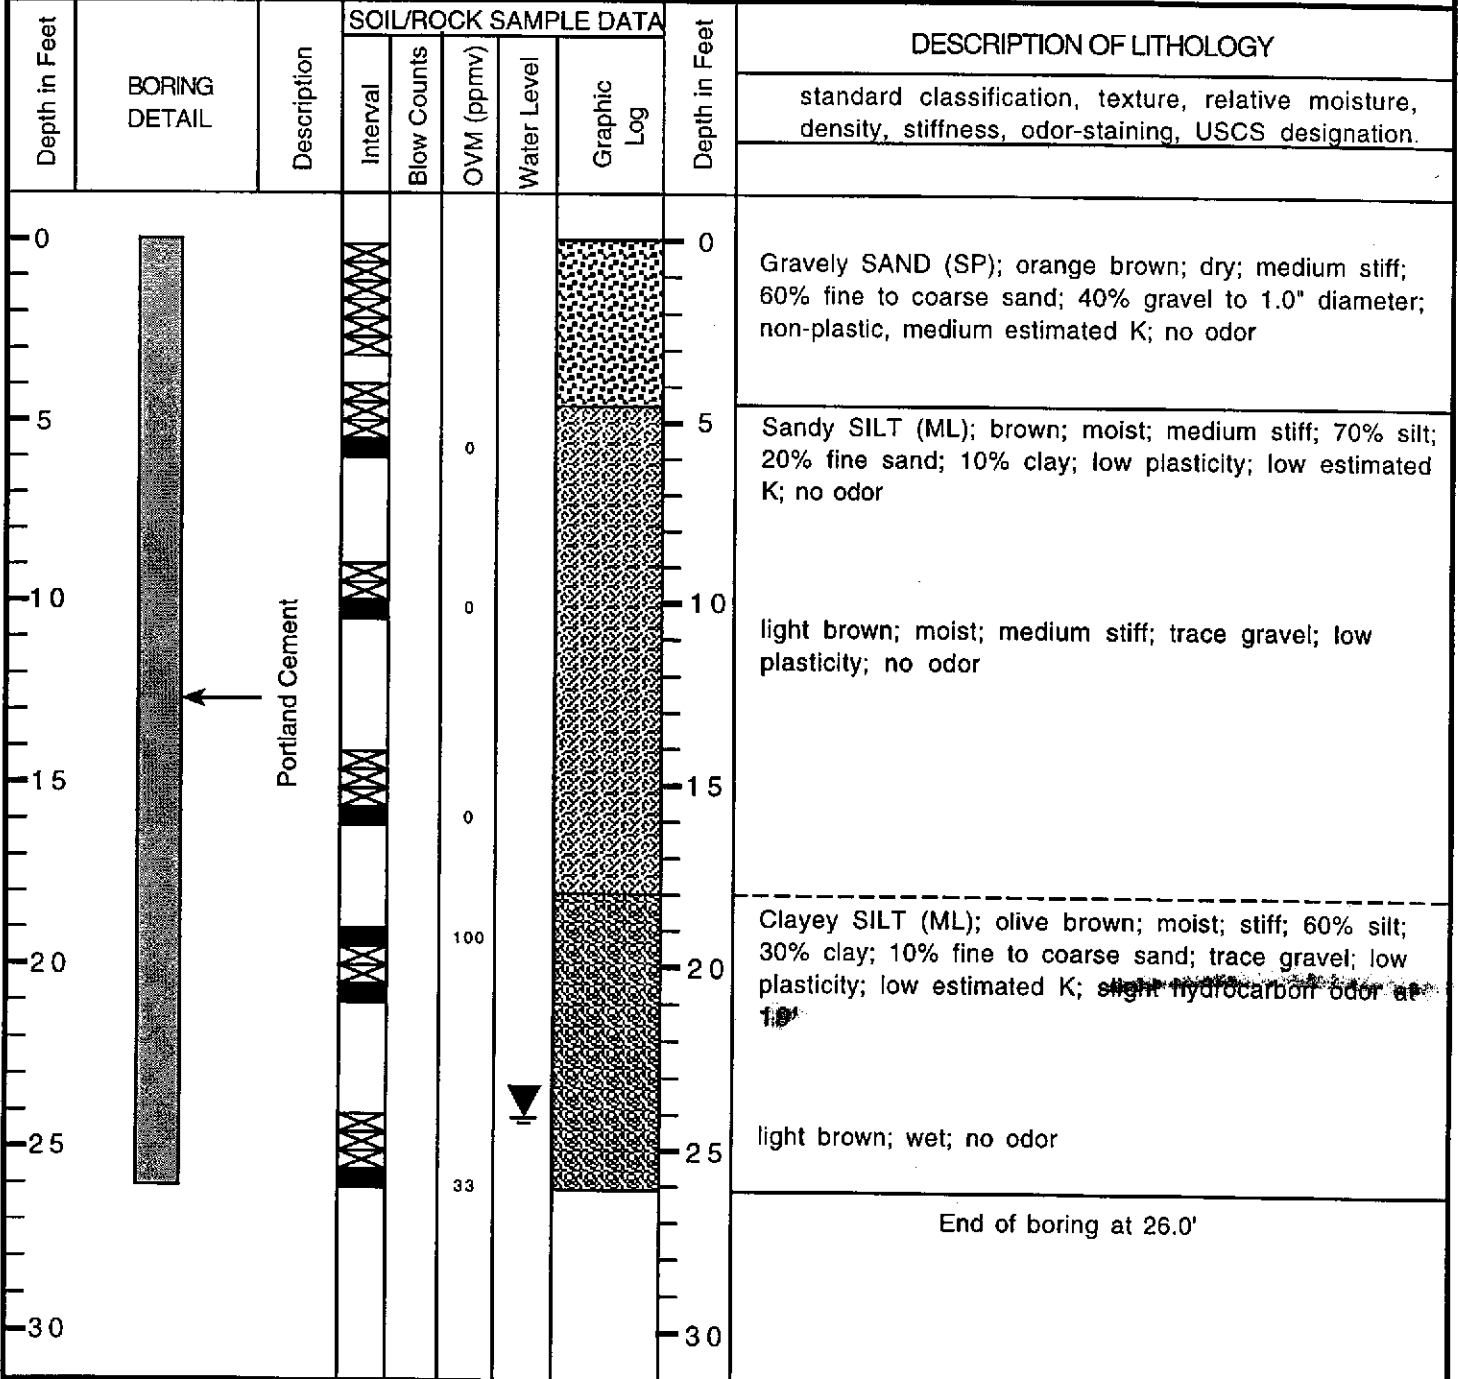 SOIL/ROCK SAMPLE DATA
Depth in Feet
BORING
DETAIL
Description
Interval
Blow Counts
OVM (ppmv)
Water Level
Graphic
Log
Depth in Feet
DESCRIPTION OF LITHOLOGY
standard classification, texture, relative moisture,
density, stiffness, odor-staining, USCS designation.
0
0
Gravely SAND (SP); orange brown; dry; medium stiff;
60% fine to coarse sand; 40% gravel to 1.0" diameter;
non-plastic, medium estimated K; no odor
5
0
5
Sandy SILT (ML); brown; moist; medium stiff; 70% silt;
20% fine sand; 10% clay; low plasticity; low estimated
K; no odor
10
0
10
light brown; moist; medium stiff; trace gravel; low
plasticity; no odor
Portland Cement
15
0
15
Clayey SILT (ML); olive brown; moist; stiff; 60% silt;
30% clay; 10% fine to coarse sand; trace gravel; low
plasticity; low estimated K; slight hydrocarbon odor at
100
20
20
25
33
25
light brown; wet; no odor
End of boring at 26.0'
30
30